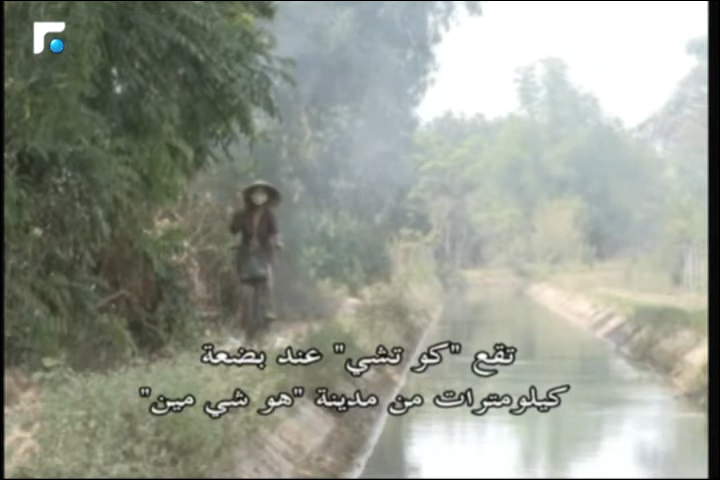 تقع "كو تشي" عند بضعة
كيلومترات من مدينة "هو شي مين"